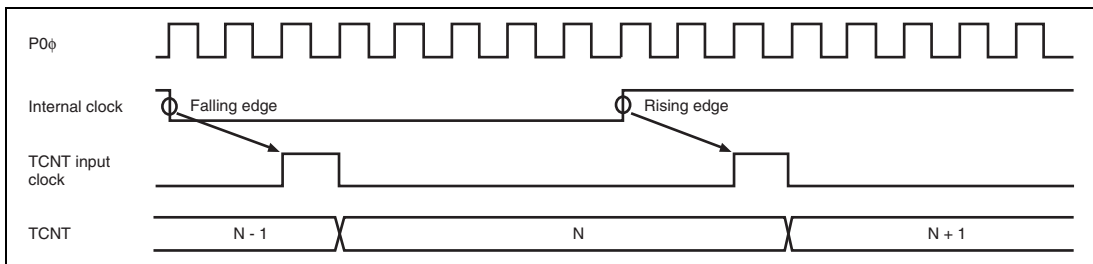 P0ϕ
Internal clock
Falling edge
Rising edge
TCNT input
clock
TCNT
N - 1
N
N + 1